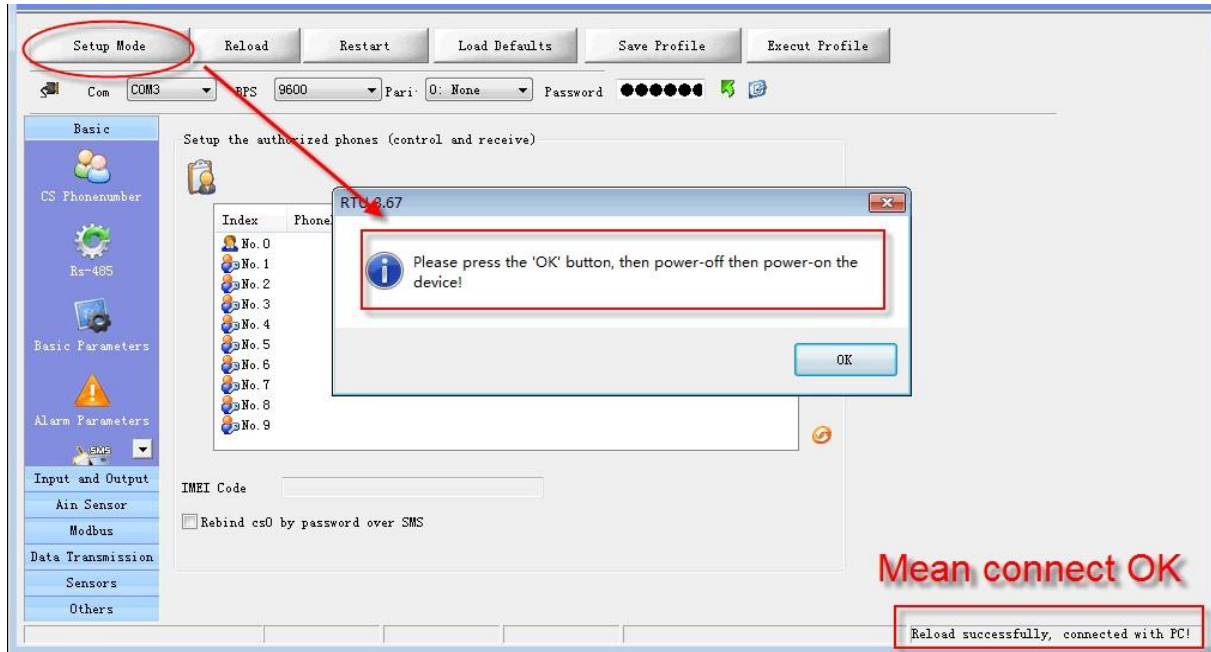 Setup Mode
Reload
Restart
Load Defaults
Save Profile
Execut Profile
Com
COM3
BPS
9600
Pari
0: None
Password
Basic
CS Phonenumber
Rs-485
Basic Parameters
Alarm Parameters
SMS
Input and Output
Ain Sensor
Modbus
Data Transmission
Sensors
Others
Setup the authorized phones (control and receive)
Index
No. 0
No. 1
No. 2
No. 3
No. 4
No. 5
No. 6
No. 7
No. 8
No. 9
RTU 3.67
Please press the 'OK' button, then power-off then power-on the
device!
OK
IMEI Code
Rebind cs0 by password over SMS
Mean connect OK
Reload successfully, connected with PC!